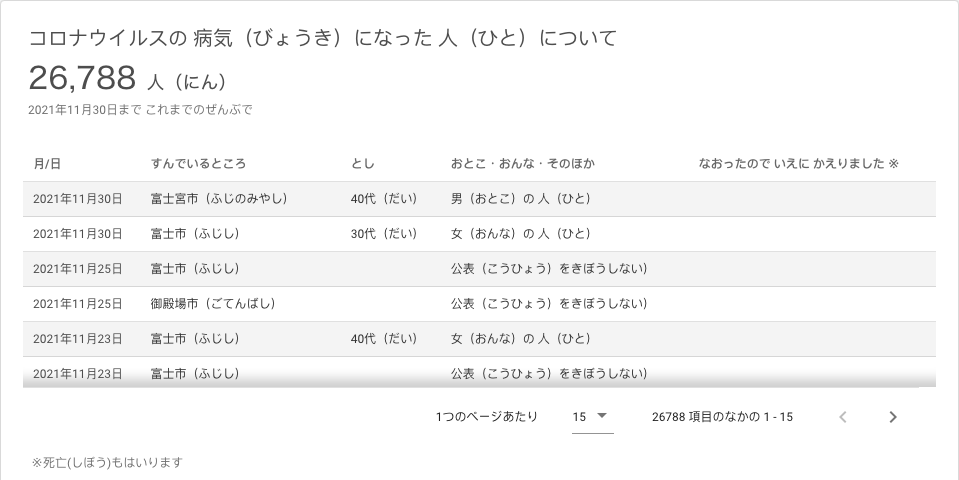 コロナウイルスの 病気（びょうき）になった 人（ひと）について
26,788 人（にん）
2021年11月30日まで これまでのぜんぶで
月/日 すんでいるところ とし おとこ・おんな・そのほか なおったので いえに かえりました ※
2021年11月30日 富士宮市（ふじのみやし） 40代（だい） 男（おとこ）の 人（ひと）
2021年11月30日 富士市（ふじし） 30代（だい） 女（おんな）の 人（ひと）
2021年11月25日 富士市（ふじし） 公表（こうひょう）をきぼうしない）
2021年11月25日 御殿場市（ごてんばし） 公表（こうひょう）をきぼうしない）
2021年11月23日 富士市（ふじし） 40代（だい） 女（おんな）の 人（ひと）
2021年11月23日 富士市（ふじし） 公表（こうひょう）をきぼうしない）
1つのページあたり 15 26788 項目のなかの 1 - 15
※死亡(しぼう)もはいります